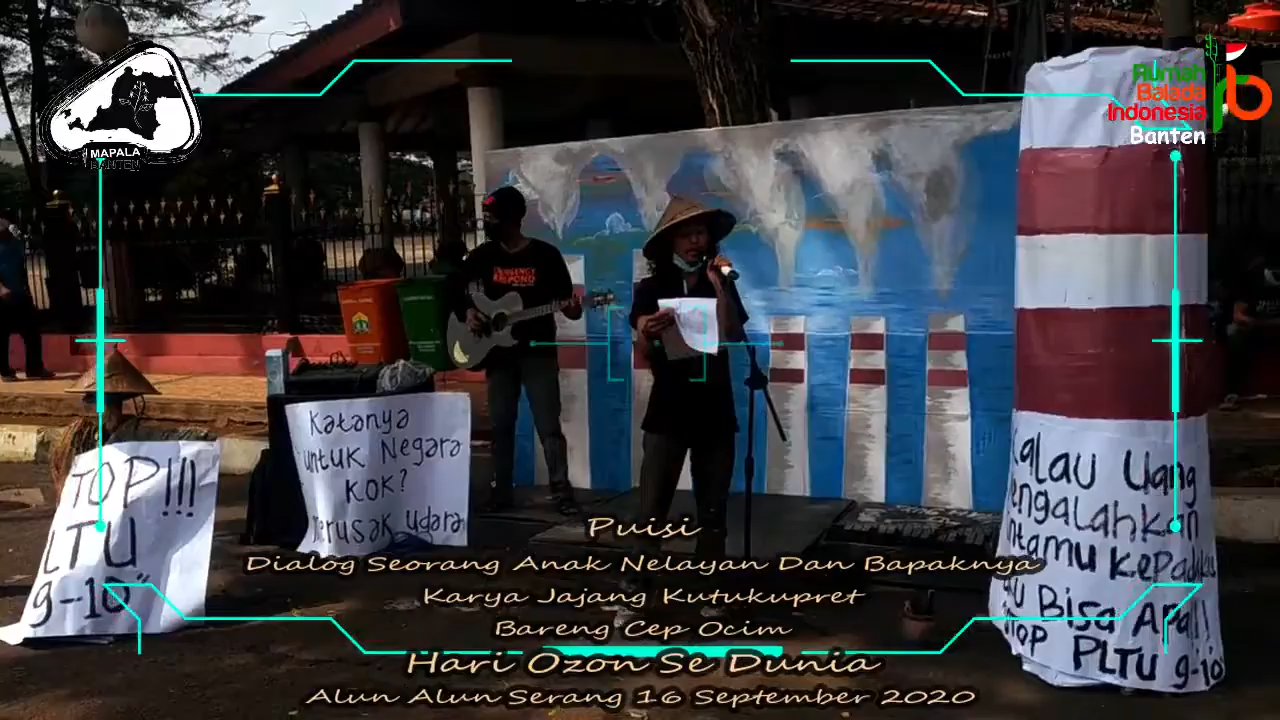 MAPALA
BANTEN
Rumah
Balada
Indonesia
Banten
Katanya
untuk Negara
KOK?
Merusak udara
STOP!!!
PLTU
9-10"
Kalau Uang
Mengalahkan
Cintamu Kepadaku
Bisa Apa!!
Stop PLTU 9-10
Puisi
Dialog Seorang Anak Nelayan Dan Bapaknya
Karya Jajang Kutukupret
Bareng Cep Ocim
Hari Ozon Se Dunia
Alun Alun Serang 16 September 2020